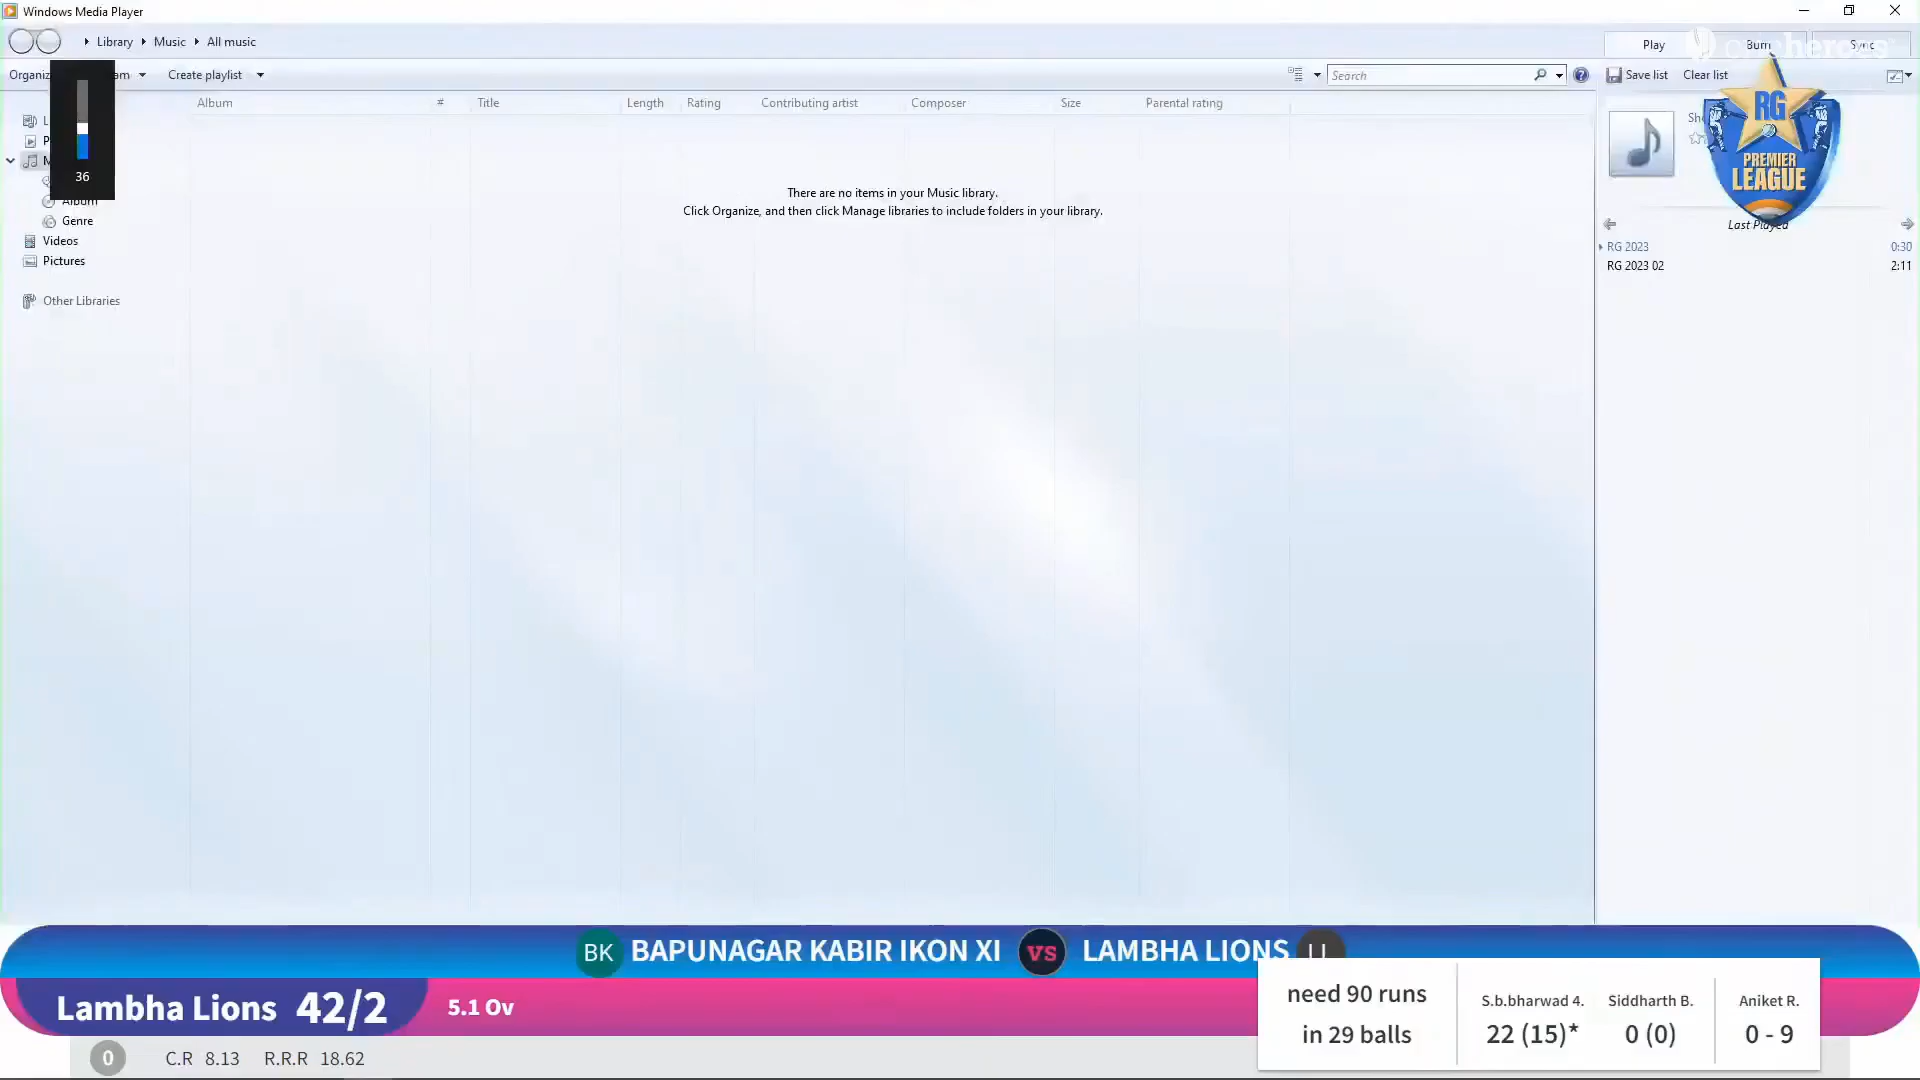 Windows Media Player
Library Music All music
Play Burn Sync
cricheroes
Create playlist
Search
Save list Clear list
Album # Title Length Rating Contributing artist Composer Size Parental rating
36
Album
Genre
Videos
Pictures
Other Libraries
There are no items in your Music library.
Click Organize, and then click Manage libraries to include folders in your library.
RG
PREMIER
LEAGUE
Last Played
RG 2023 0:30
RG 2023 02 2:11
BK BAPUNAGAR KABIR IKON XI VS LAMBHA LIONS
Lambha Lions 42/2 5.1 Ov
need 90 runs
in 29 balls
S.b.bharwad 4. Siddharth B. Aniket R.
22 (15)* 0 (0) 0 - 9
0 C.R 8.13 R.R.R 18.62